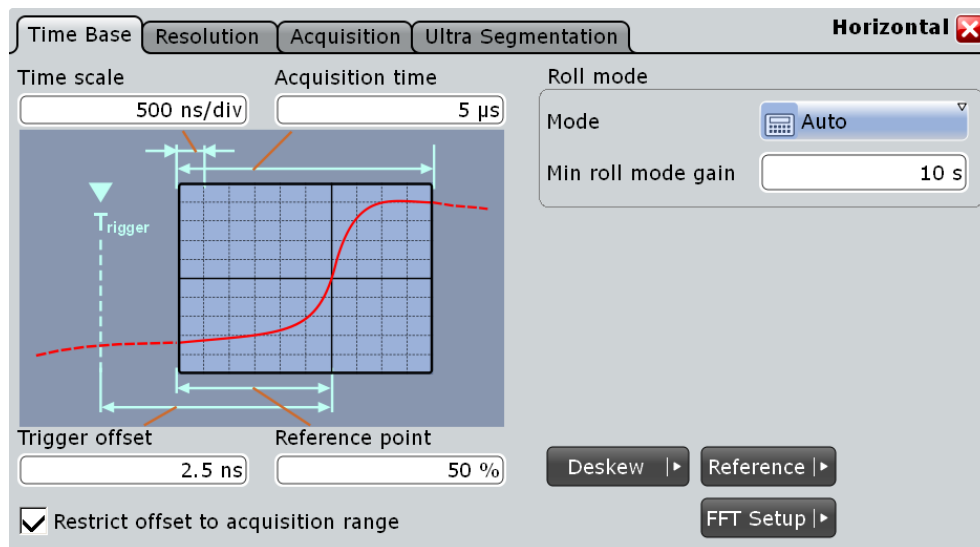 Time Base Resolution Acquisition Ultra Segmentation Horizontal
Time scale Acquisition time Roll mode
500 ns/div 5 µs
Mode Auto
Min roll mode gain 10 s
Trigger
Trigger offset Reference point
2.5 ns 50 %
Deskew Reference
Restrict offset to acquisition range
FFT Setup